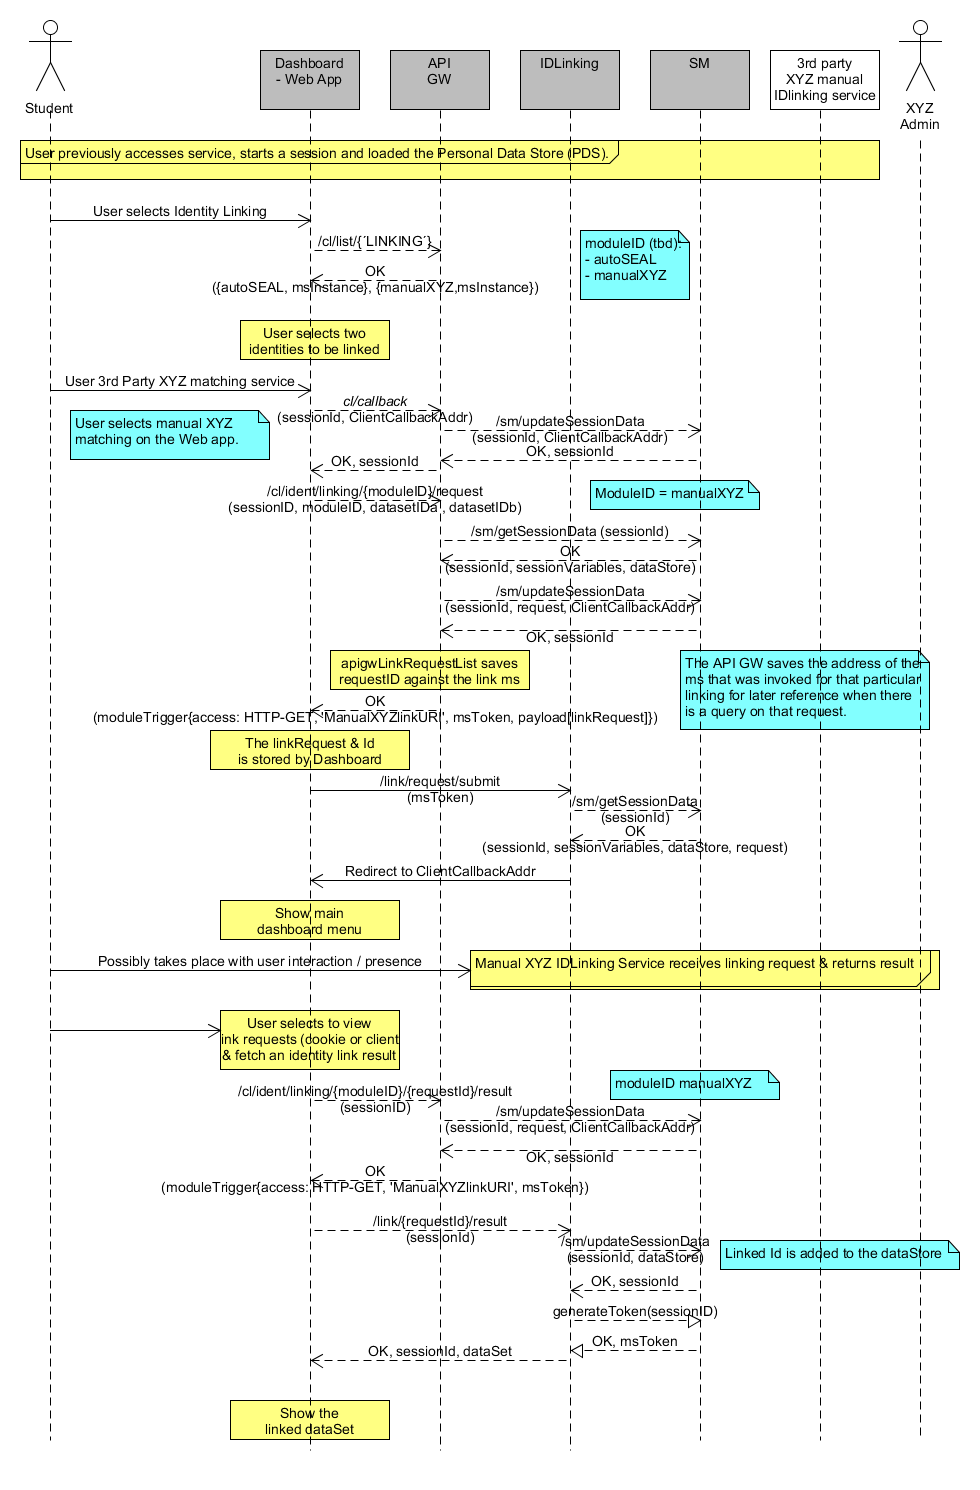 Student
Dashboard
- Web App
API
GW
IDLinking
SM
3rd party
XYZ manual
IDlinking service
XYZ
Admin
User previously accesses service, starts a session and loaded the Personal Data Store (PDS).
User selects Identity Linking
/cl/list/{´LINKING´}
moduleID (tbd):
- autoSEAL
- manualXYZ
OK
({autoSEAL, msInstance}, {manualXYZ,msInstance})
User selects two
identities to be linked
User 3rd Party XYZ matching service
cl/callback
(sessionId, ClientCallbackAddr)
User selects manual XYZ
matching on the Web app.
/sm/updateSessionData
(sessionId, ClientCallbackAddr)
OK, sessionId
OK, sessionId
/cl/ident/linking/{moduleID}/request
(sessionID, moduleID, datasetIDa , datasetIDb)
ModuleID = manualXYZ
/sm/getSessionData (sessionId)
OK
(sessionId, sessionVariables, dataStore)
/sm/updateSessionData
(sessionId, request, ClientCallbackAddr)
OK, sessionId
apigwLinkRequestList saves
requestID against the link ms
The API GW saves the address of the
ms that was invoked for that particular
linking for later reference when there
is a query on that request.
OK
(moduleTrigger{access: HTTP-GET, 'ManualXYZlinkURI', msToken, payload[linkRequest]})
The linkRequest & Id
is stored by Dashboard
/link/request/submit
(msToken)
/sm/getSessionData
(sessionId)
OK
(sessionId, sessionVariables, dataStore, request)
Redirect to ClientCallbackAddr
Show main
dashboard menu
Possibly takes place with user interaction / presence
Manual XYZ IDLinking Service receives linking request & returns result
User selects to view
ink requests (cookie or client
& fetch an identity link result
moduleID manualXYZ
/cl/ident/linking/{moduleID}/{requestId}/result
(sessionID)
/sm/updateSessionData
(sessionId, request, ClientCallbackAddr)
OK, sessionId
OK
(moduleTrigger{access: HTTP-GET, 'ManualXYZlinkURI', msToken})
/link/{requestId}/result
(sessionId)
/sm/updateSessionData
(sessionId, dataStore)
Linked Id is added to the dataStore
OK, sessionId
generateToken(sessionID)
OK, msToken
OK, sessionId, dataSet
Show the
linked dataSet